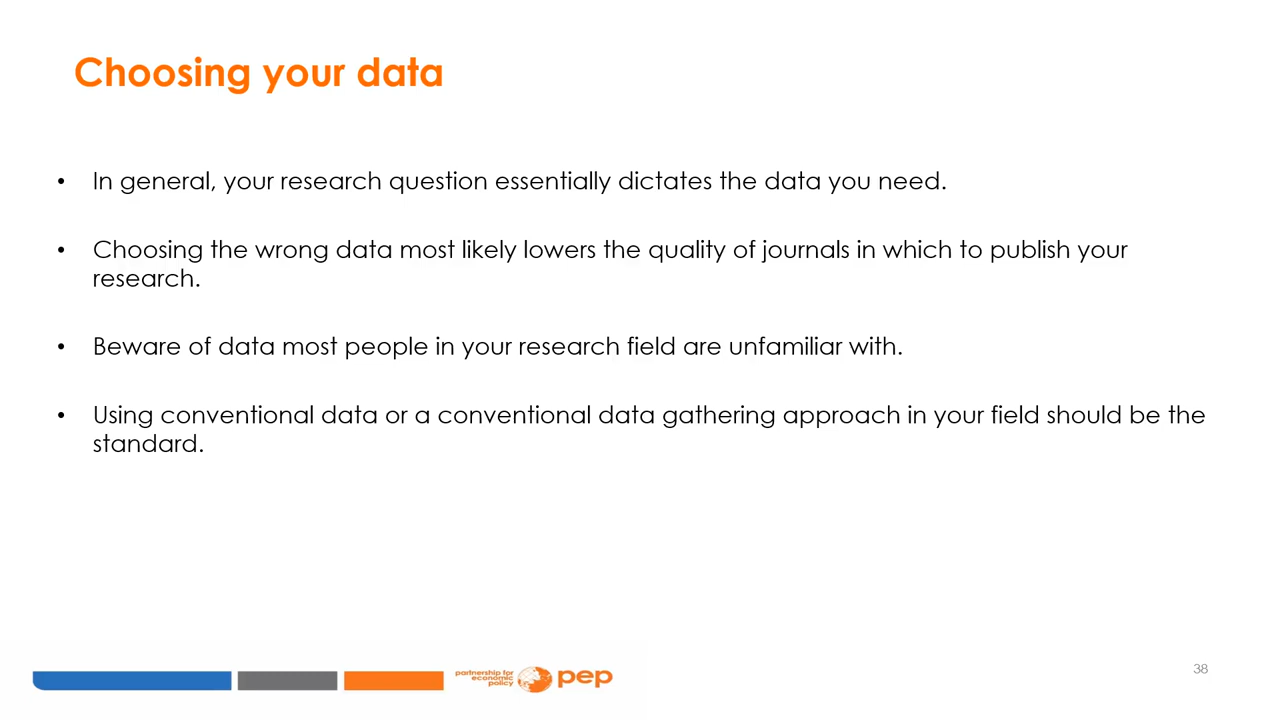 Choosing your data
• In general, your research question essentially dictates the data you need.
• Choosing the wrong data most likely lowers the quality of journals in which to publish your
research.
• Beware of data most people in your research field are unfamiliar with.
• Using conventional data or a conventional data gathering approach in your field should be the
standard.
partnership for
economic
policy
pep
38